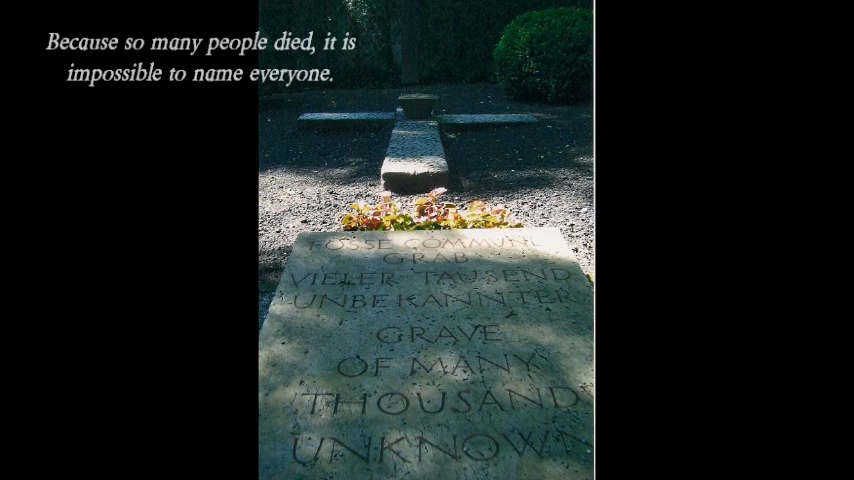 Because so many people died, it is
impossible to name everyone.
FOSSE COMMUNE
GRAB
VIELER TAUSEND
UNBEKANNTER
GRAVE
OF MANY
THOUSAND
UNKNOWN